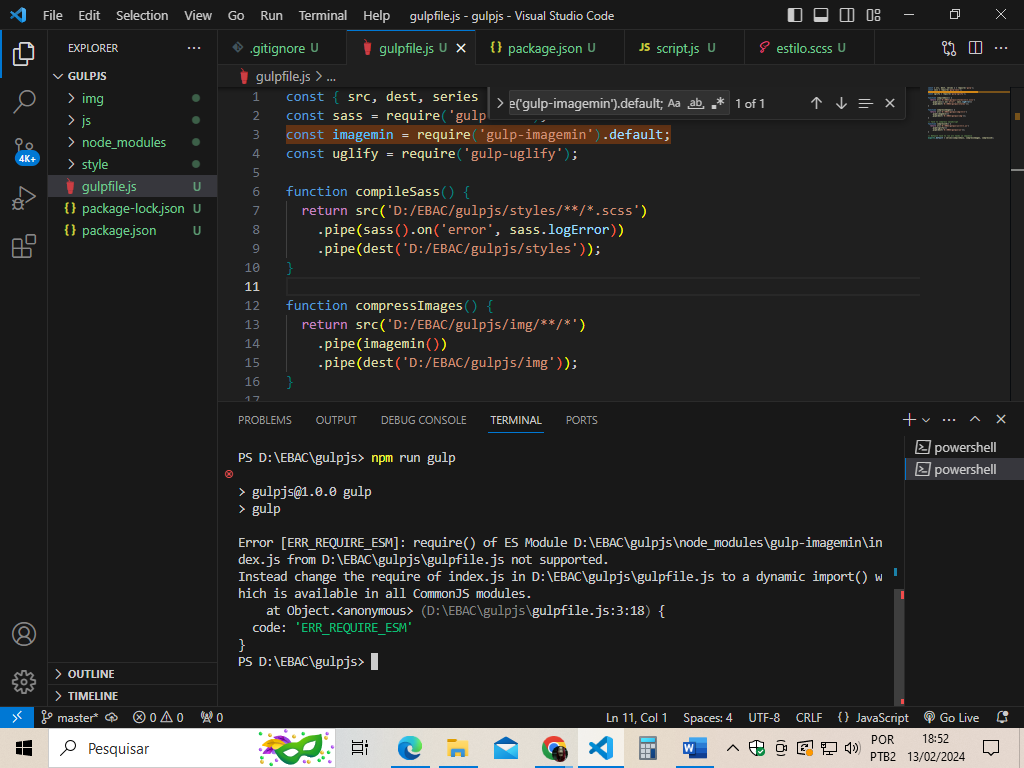 File Edit Selection View Go Run Terminal Help gulpfile.js - gulpjs - Visual Studio Code
EXPLORER
GULPJS
img
js
node_modules
style
gulpfile.js U
package-lock.json U
package.json U
OUTLINE
TIMELINE
4K+
.gitignore U
gulpfile.js U
package.json U
script.js U
estilo.scss U
gulpfile.js > ...
e('gulp-imagemin').default; Aa ab 1 of 1
1 const { src, dest, series
2 const sass = require('gulp
3 const imagemin = require('gulp-imagemin').default;
4 const uglify = require('gulp-uglify');
5
6 function compileSass() {
7 return src('D:/EBAC/gulpjs/styles/**/*.scss')
8 .pipe(sass().on('error', sass.logError))
9 .pipe(dest('D:/EBAC/gulpjs/styles'));
10 }
11
12 function compressImages() {
13 return src('D:/EBAC/gulpjs/img/**/*')
14 .pipe(imagemin())
15 .pipe(dest('D:/EBAC/gulpjs/img'));
16 }
17
PROBLEMS OUTPUT DEBUG CONSOLE TERMINAL PORTS
powershell
powershell
PS D:\EBAC\gulpjs> npm run gulp
> gulpjs@1.0.0 gulp
> gulp
Error [ERR_REQUIRE_ESM]: require() of ES Module D:\EBAC\gulpjs\node_modules\gulp-imagemin\in
dex.js from D:\EBAC\gulpjs\gulpfile.js not supported.
Instead change the require of index.js in D:\EBAC\gulpjs\gulpfile.js to a dynamic import() w
hich is available in all CommonJS modules.
at Object.<anonymous> (D:\EBAC\gulpjs\gulpfile.js:3:18) {
code: 'ERR_REQUIRE_ESM'
}
PS D:\EBAC\gulpjs>
master* 0 0 0 Ln 11, Col 1 Spaces: 4 UTF-8 CRLF {} JavaScript Go Live
Pesquisar
POR
PTB2
18:52
13/02/2024